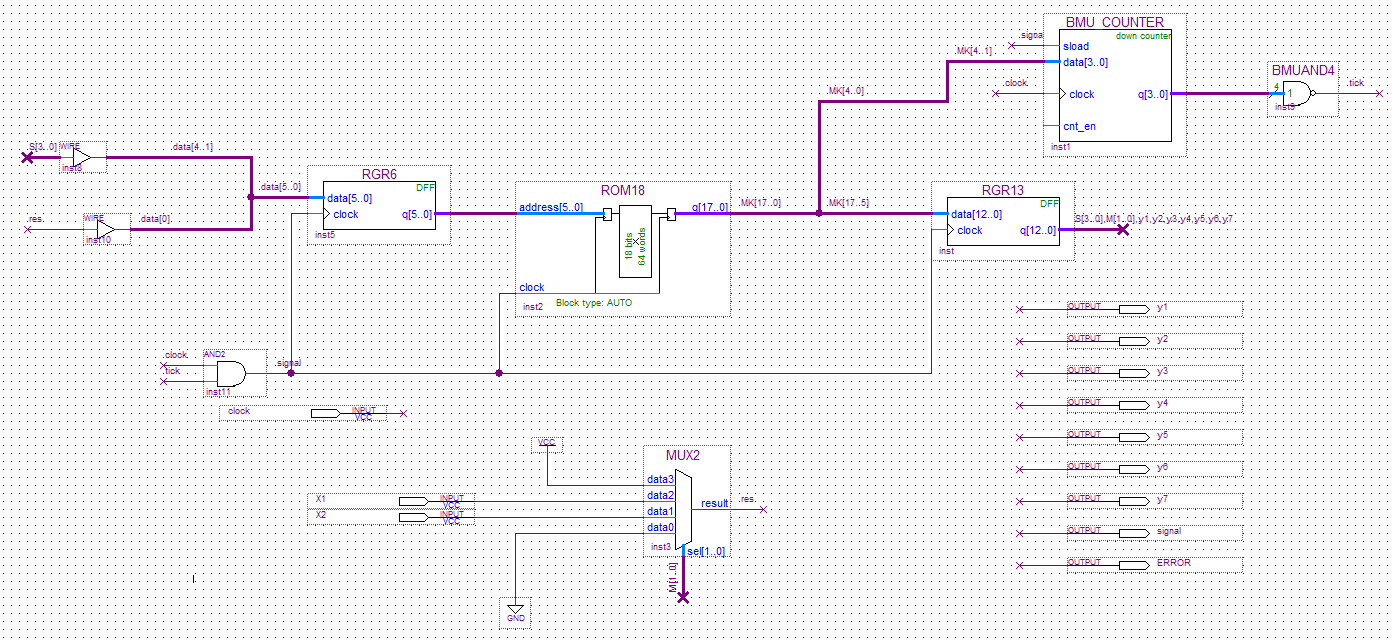 BMU_COUNTER
down counter
signa
sload
MK[4..1]
data[3..0]
clock
clock
q[3..0]
cnt_en
inst1
BMUAND4
4
1
inst9
tick
MK[4..0]
S[3..0]
WIRE
inst8
data[4..1]
res
WIRE
inst10
data[0]
data[5..0]
RGR6
DFF
data[5..0]
clock
q[5..0]
inst5
ROM18
address[5..0]
q[17..0]
18 bits
64 words
clock
inst2
Block type: AUTO
MK[17..0]
MK[17..5]
RGR13
DFF
data[12..0]
clock
q[12..0]
inst
S[3..0],M[1..0],y1,y2,y3,y4,y5,y6,y7
clock
tick
AND2
inst11
signal
clock
INPUT
VCC
VCC
MUX2
data3
data2
data1
data0
result
res
inst3
sel[1..0]
M[1..0]
X1
INPUT
VCC
X2
INPUT
VCC
GND
OUTPUT y1
OUTPUT y2
OUTPUT y3
OUTPUT y4
OUTPUT y5
OUTPUT y6
OUTPUT y7
OUTPUT signal
OUTPUT ERROR